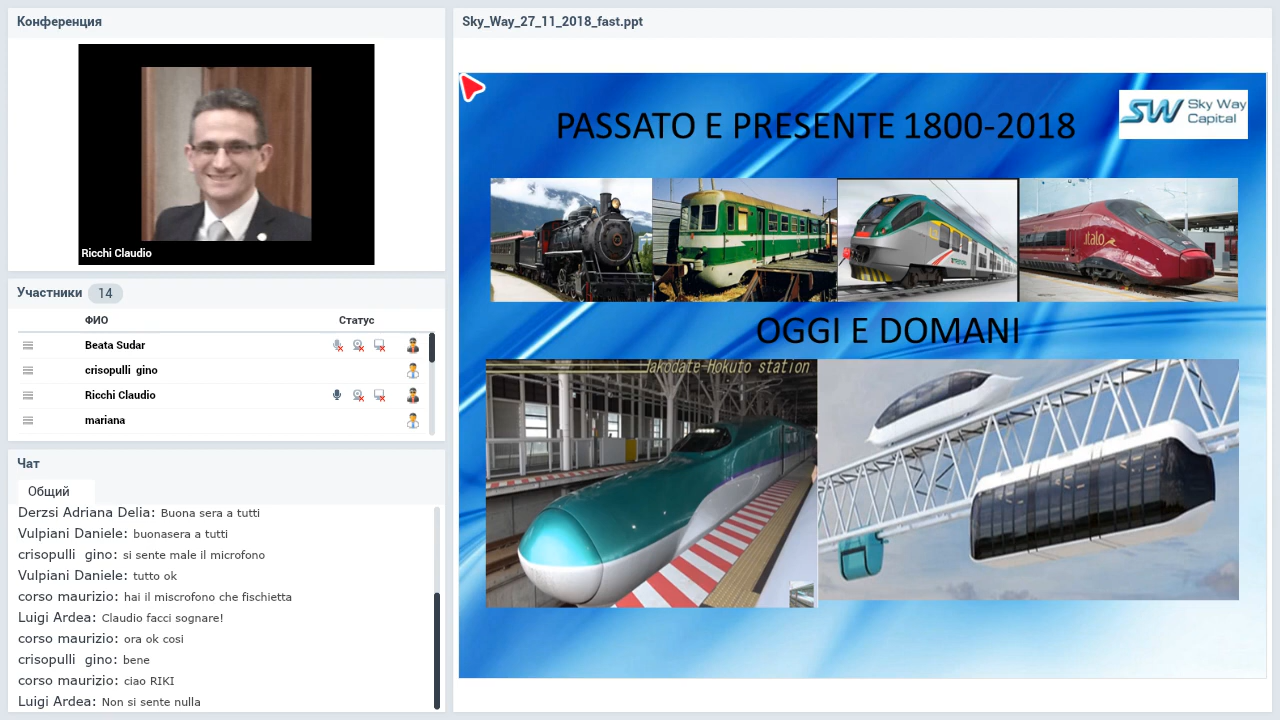 Конференция
Ricchi Claudio
Участники 14
ФИО Статус
Beata Sudar
crisopulli gino
Ricchi Claudio
mariana
Чат
Общий
Derzsi Adriana Delia: Buona sera a tutti
Vulpiani Daniele: buonasera a tutti
crisopulli gino: si sente male il microfono
Vulpiani Daniele: tutto ok
corso maurizio: hai il miscrofono che fischietta
Luigi Ardea: Claudio facci sognare!
corso maurizio: ora ok cosi
crisopulli gino: bene
corso maurizio: ciao RIKI
Luigi Ardea: Non si sente nulla
Sky_Way_27_11_2018_fast.ppt
PASSATO E PRESENTE 1800-2018
SW Sky Way
Capital
.italo
OGGI E DOMANI
Jakodate-Hokuto station